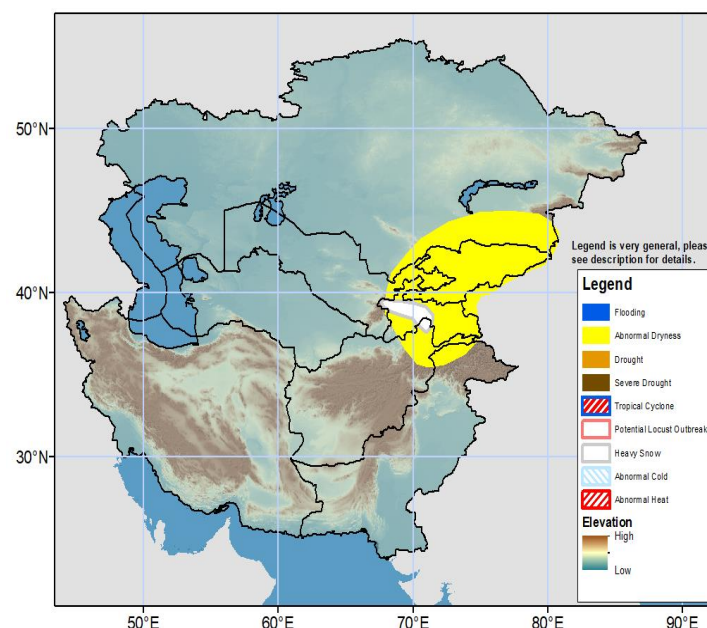 50°N
40°N
30°N
50°E
60°E
70°E
80°E
90°E
Legend is very general, pleas
see description for details.
Legend
Flooding
Abnormal Dryness
Drought
Severe Drought
Tropical Cyclone
Potential Locust Outbreak
Heavy Snow
Abnormal Cold
Abnormal Heat
Elevation
High
Low